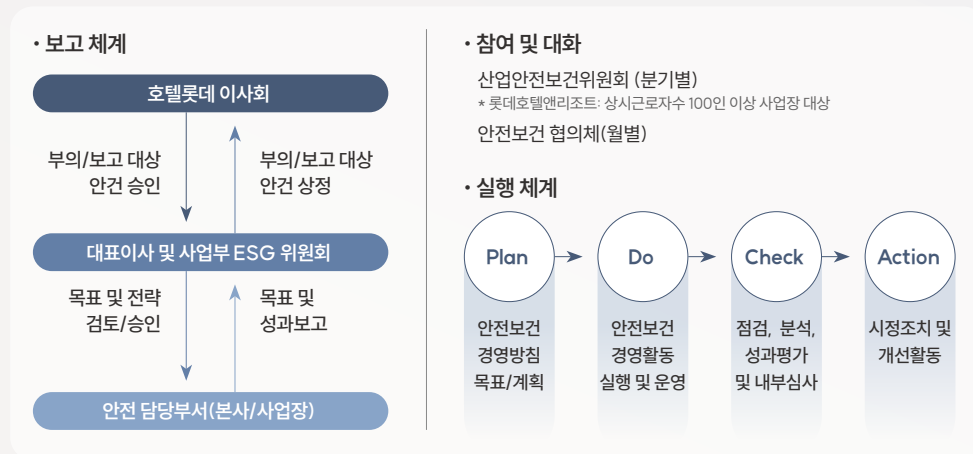 • 보고 체계
호텔롯데 이사회
부의/보고 대상
안건 승인
부의/보고 대상
안건 상정
대표이사 및 사업부 ESG 위원회
목표 및 전략
검토/승인
목표 및
성과보고
안전 담당부서(본사/사업장)
• 참여 및 대화
산업안전보건위원회 (분기별)
* 롯데호텔앤리조트: 상시근로자수 100인 이상 사업장 대상
안전보건 협의체(월별)
• 실행 체계
Plan
안전보건
경영방침
목표/계획
Do
안전보건
경영활동
실행 및 운영
Check
점검, 분석,
성과평가
및 내부심사
Action
시정조치 및
개선활동